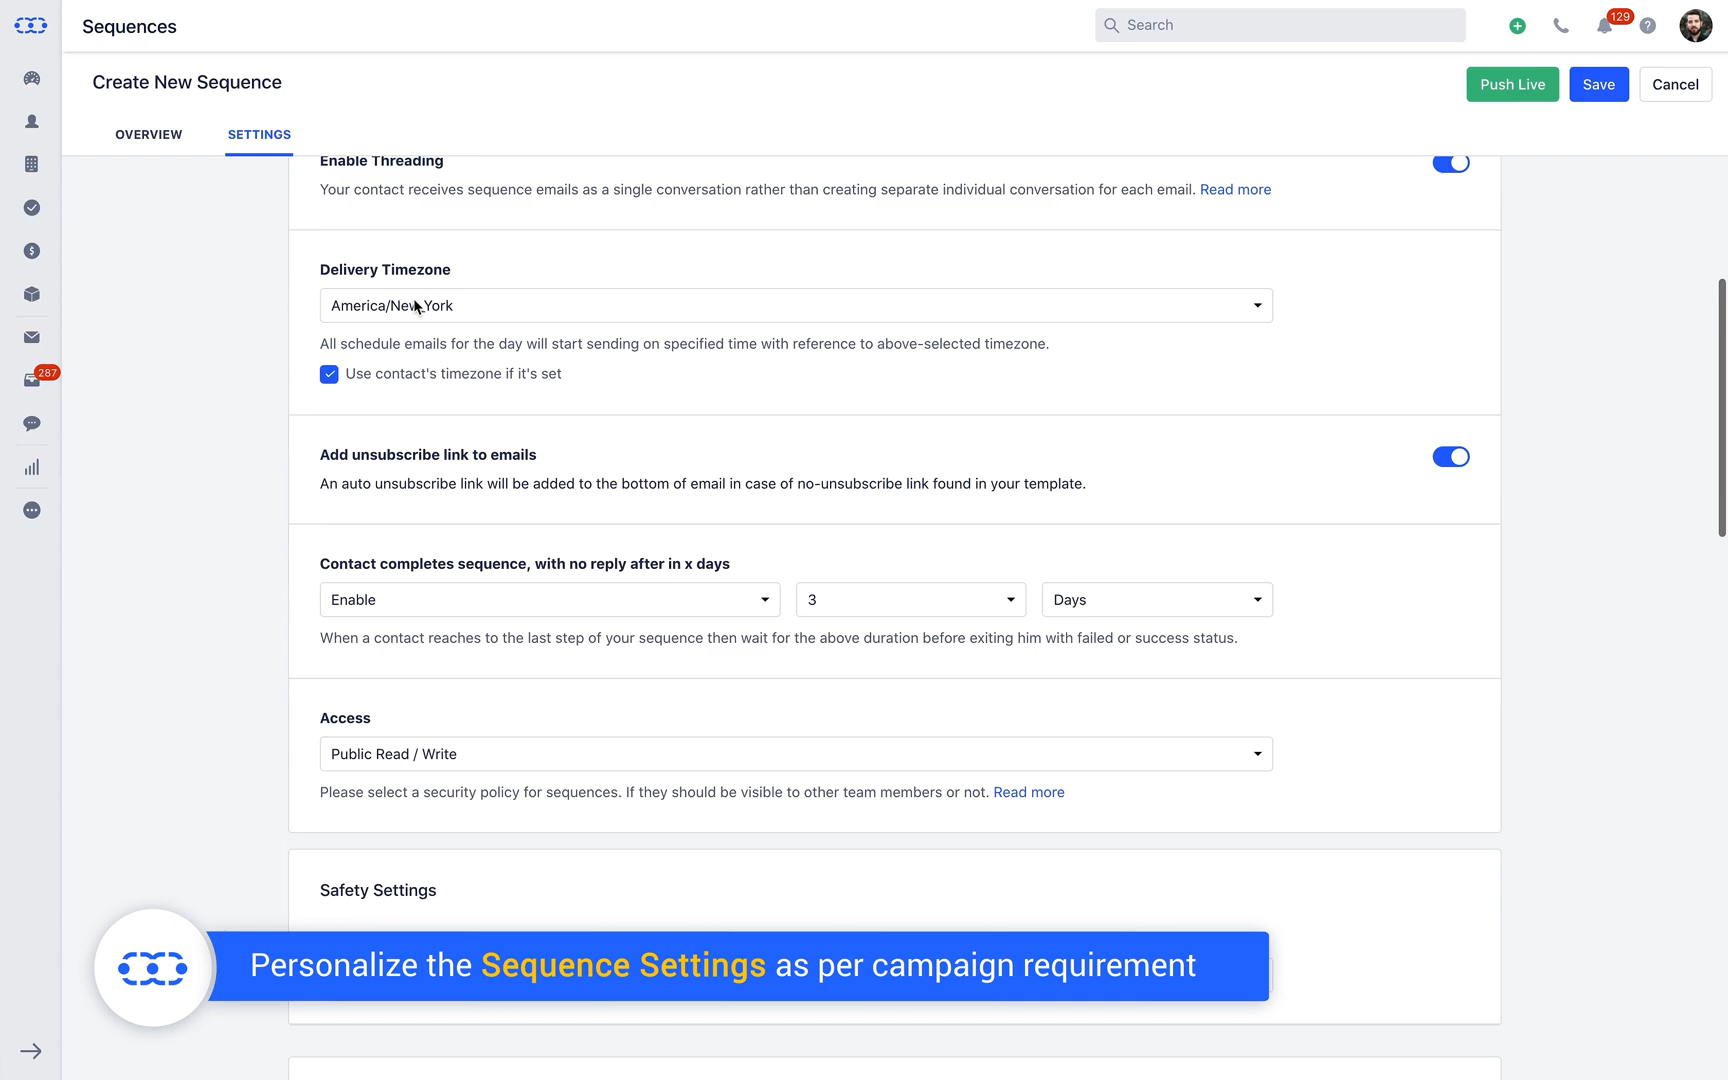 Sequences
Search
129
Create New Sequence
Push Live
Save
Cancel
OVERVIEW
SETTINGS
Enable Threading
Your contact receives sequence emails as a single conversation rather than creating separate individual conversation for each email. Read more
Delivery Timezone
America/New York
All schedule emails for the day will start sending on specified time with reference to above-selected timezone.
Use contact's timezone if it's set
287
Add unsubscribe link to emails
An auto unsubscribe link will be added to the bottom of email in case of no-unsubscribe link found in your template.
Contact completes sequence, with no reply after in x days
Enable
3
Days
When a contact reaches to the last step of your sequence then wait for the above duration before exiting him with failed or success status.
Access
Public Read / Write
Please select a security policy for sequences. If they should be visible to other team members or not. Read more
Safety Settings
Personalize the Sequence Settings as per campaign requirement